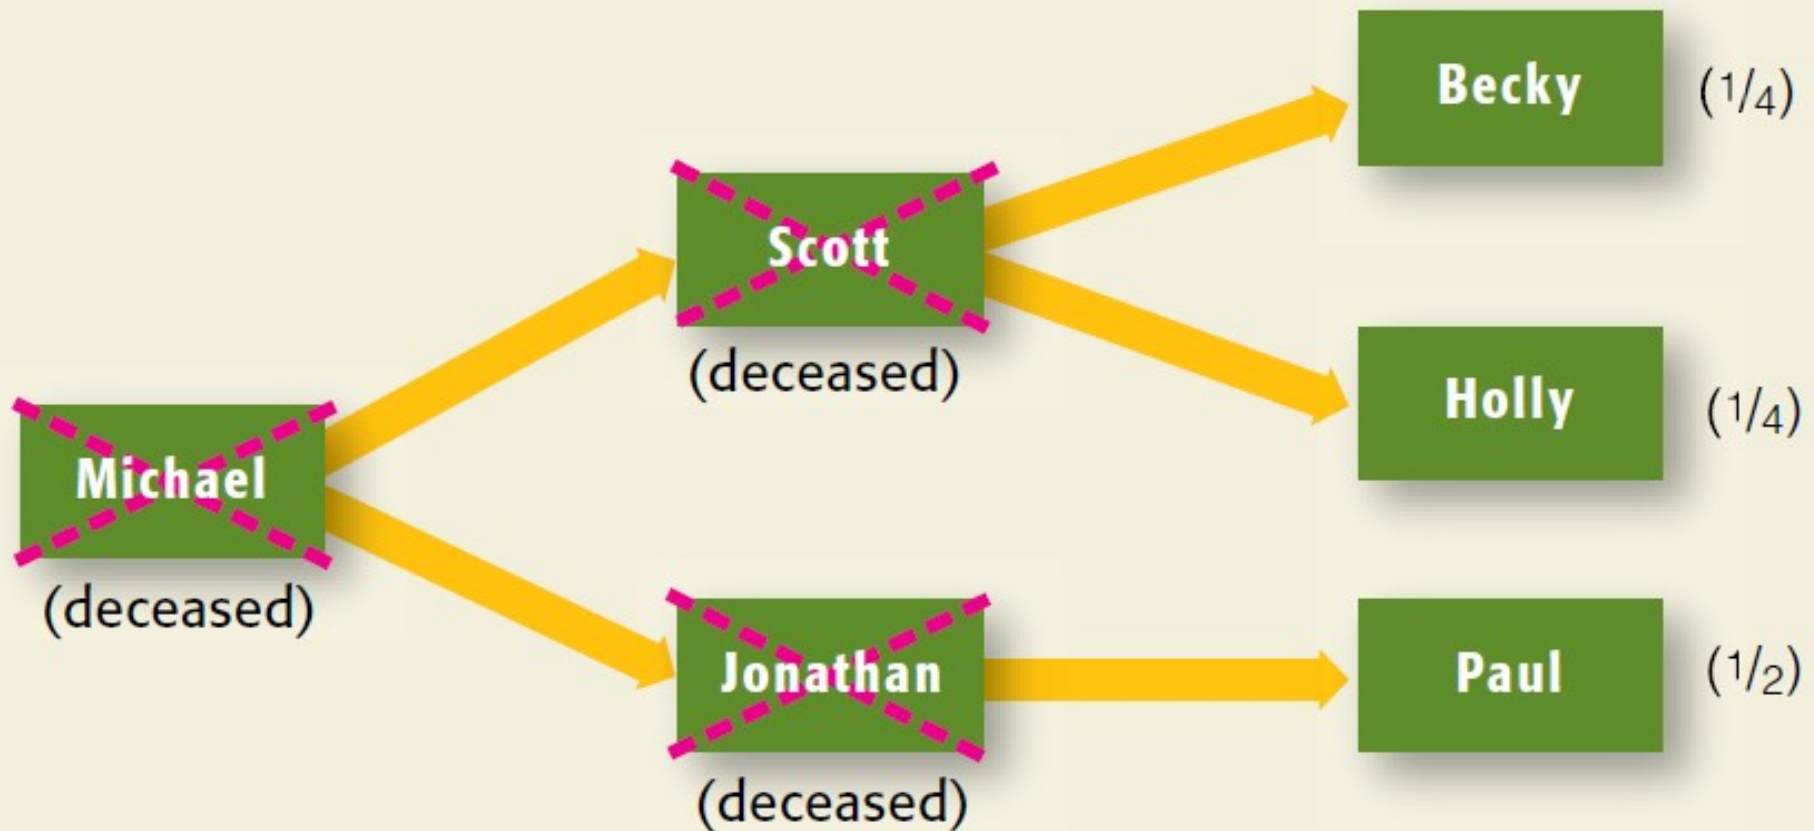 Becky
(1/4)
Scott
(deceased)
Holly
(1/4)
Michael
(deceased)
Jonathan
(deceased)
Paul
(1/2)